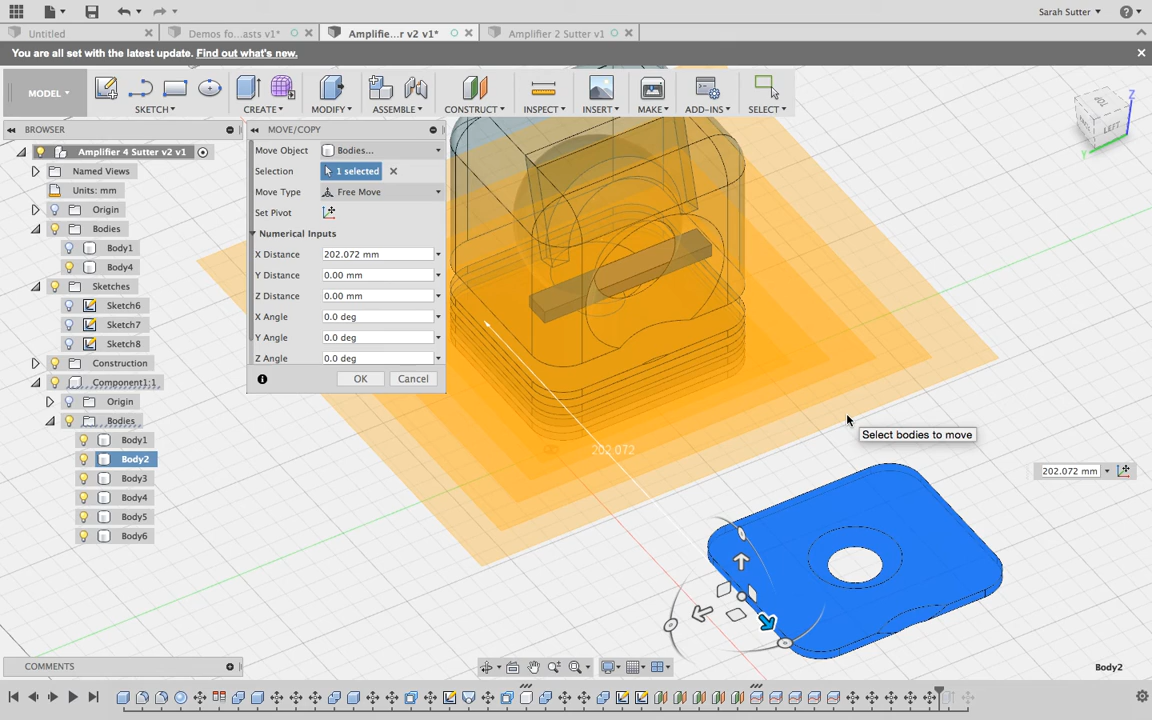 Sarah Sutter
Untitled
Demos fo...asts v1*
Amplifie...r v2 v1*
Amplifier 2 Sutter v1
You are all set with the latest update. Find out what's new.
MODEL
SKETCH
CREATE
MODIFY
ASSEMBLE
CONSTRUCT
INSPECT
INSERT
MAKE
ADD-INS
SELECT
TOP
LEFT
Z
Y
BROWSER
Amplifier 4 Sutter v2 v1
Named Views
Units: mm
Origin
Bodies
Body1
Body4
Sketches
Sketch6
Sketch7
Sketch8
Construction
Component1:1
Origin
Bodies
Body1
Body2
Body3
Body4
Body5
Body6
MOVE/COPY
Move Object Bodies...
Selection 1 selected
Move Type Free Move
Set Pivot
Numerical Inputs
X Distance 202.072 mm
Y Distance 0.00 mm
Z Distance 0.00 mm
X Angle 0.0 deg
Y Angle 0.0 deg
Z Angle 0.0 deg
OK Cancel
Select bodies to move
202.072
202.072 mm
COMMENTS
Body2